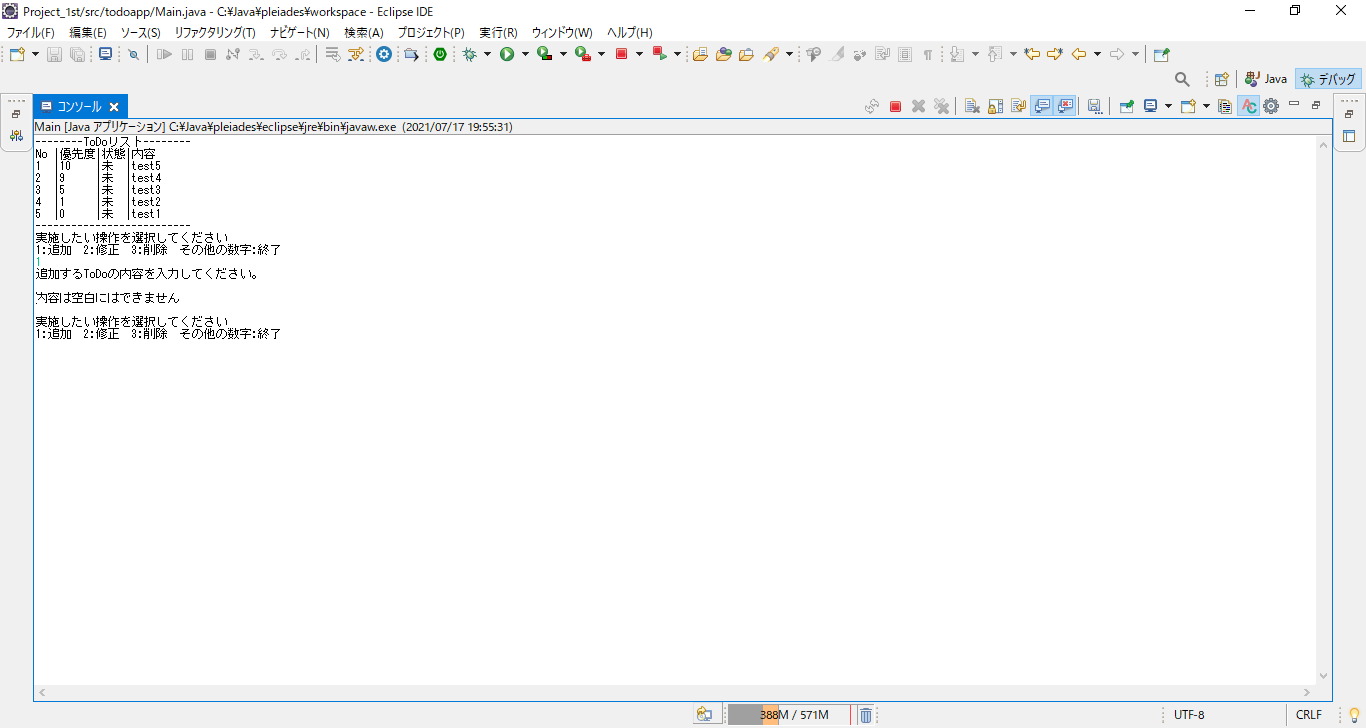 Project_1st/src/todoapp/Main.java - C:¥Java¥pleiades¥workspace - Eclipse IDE
ファイル(F) 編集(E) ソース(S) リファクタリング(T) ナビゲート(N) 検索(A) プロジェクト(P) 実行(R) ウィンドウ(W) ヘルプ(H)
Java デバッグ
コンソール
Main [Java アプリケーション] C:¥Java¥pleiades¥eclipse¥jre¥bin¥javaw.exe (2021/07/17 19:55:31)
--------ToDoリスト--------
No |優先度|状態|内容
1 |10 |未 |test5
2 |9 |未 |test4
3 |5 |未 |test3
4 |1 |未 |test2
5 |0 |未 |test1
--------------------------
実施したい操作を選択してください
1:追加 2:修正 3:削除 その他の数字:終了
1
追加するToDoの内容を入力してください。
内容は空白にはできません
実施したい操作を選択してください
1:追加 2:修正 3:削除 その他の数字:終了
388M / 571M
UTF-8
CRLF